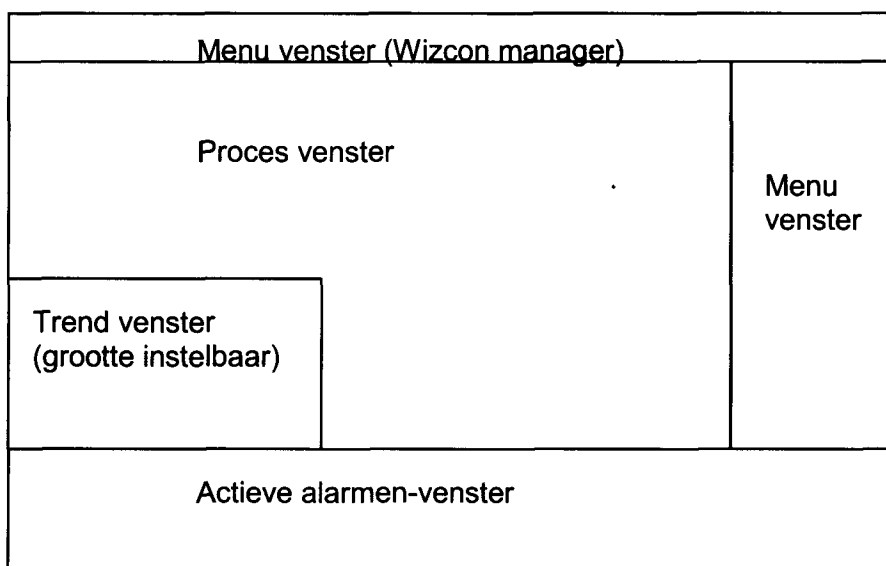 Menu venster (Wizcon manager)
Proces venster
Menu
venster
Trend venster
(grootte instelbaar)
Actieve alarmen-venster